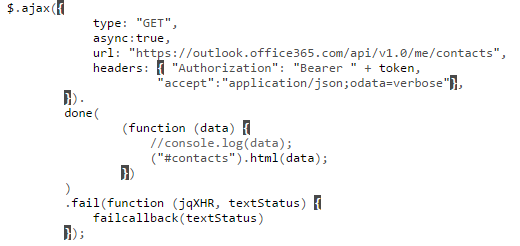 $.ajax({
type: "GET",
async:true,
url: "https://outlook.office365.com/api/v1.0/me/contacts",
headers: { "Authorization": "Bearer " + token,
"accept":"application/json;odata=verbose"},
}).
done(
(function (data) {
//console.log(data);
("#contacts").html(data);
})
)
.fail(function (jqXHR, textStatus) {
failcallback(textStatus)
});